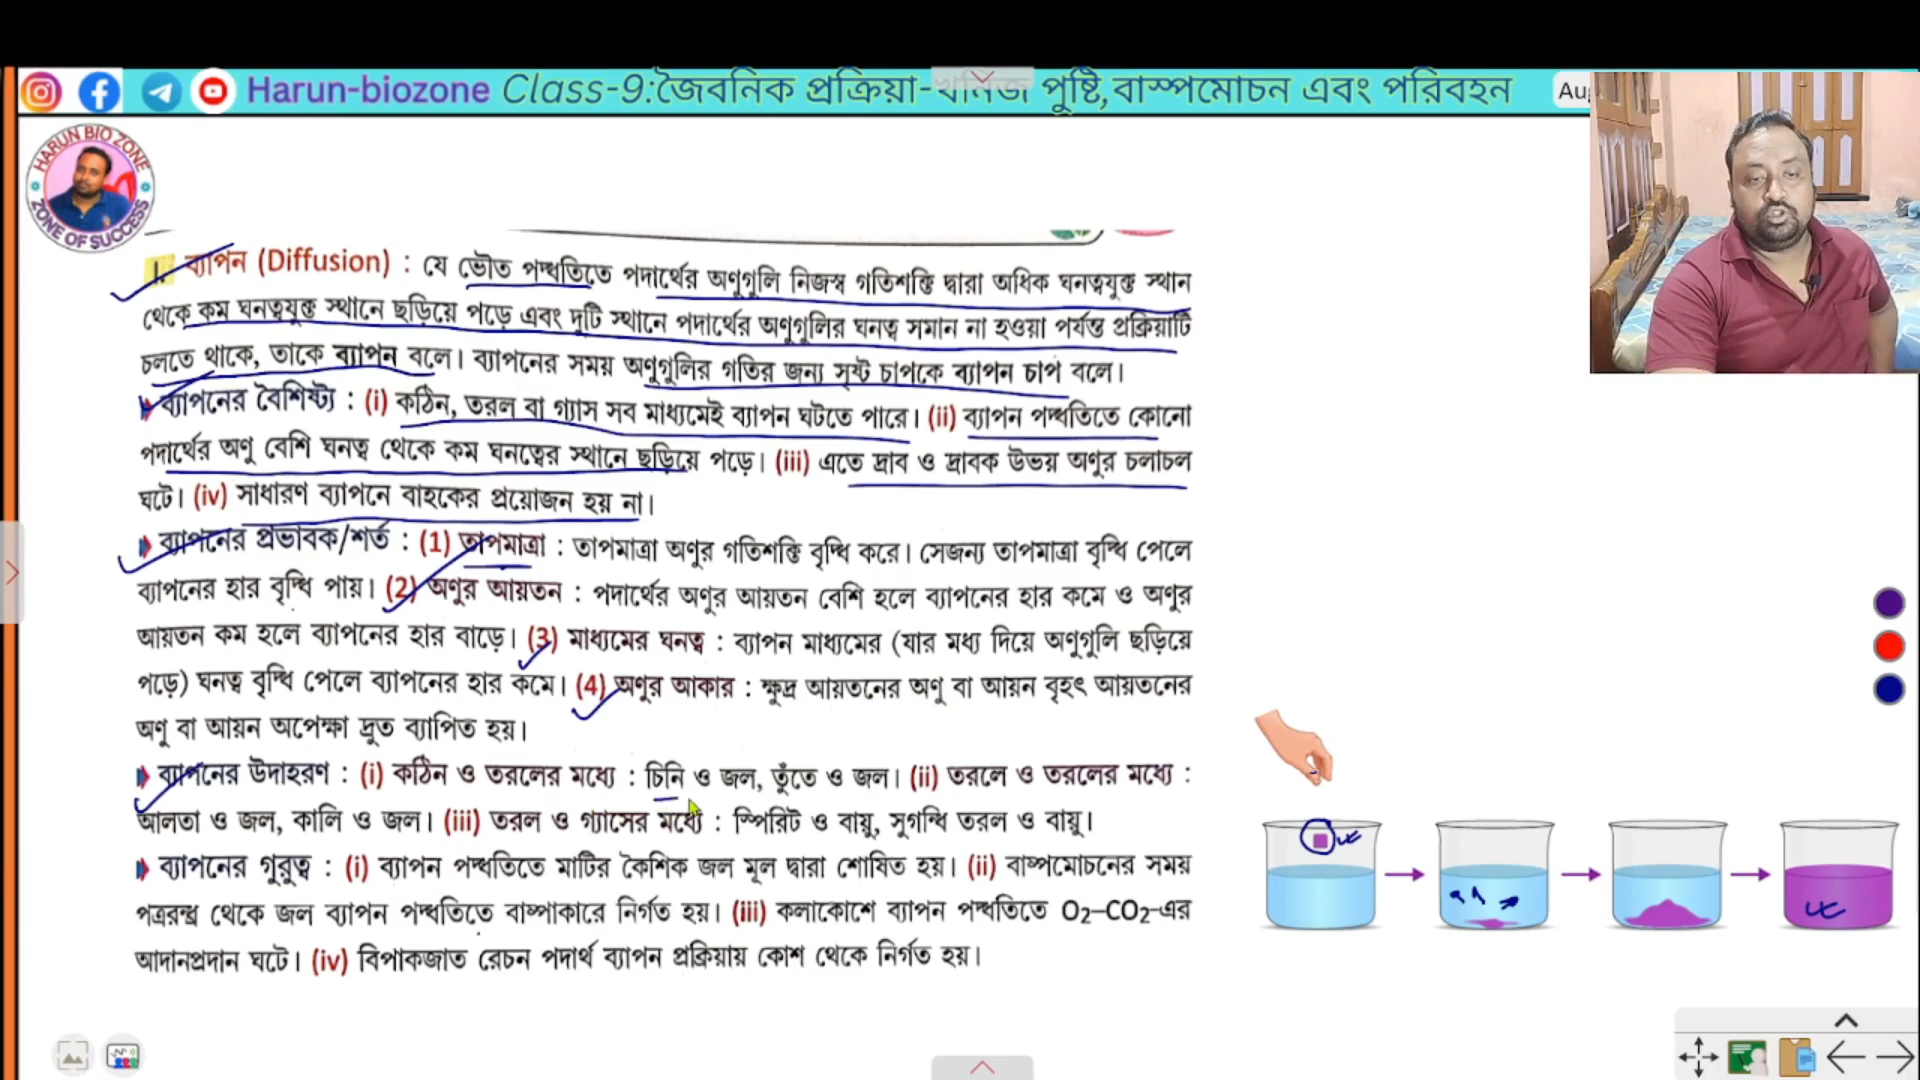 Harun-biozone Class-9:জৈবনিক প্রক্রিয়া-খনিজ পুষ্টি,বাস্পমোচন এবং পরিবহন
HARUN BIO ZONE
ZONE OF SUCCESS
I. ব্যাপন (Diffusion) : যে ভৌত পদ্ধতিতে পদার্থের অণুগুলি নিজস্ব গতিশক্তি দ্বারা অধিক ঘনত্বযুক্ত স্থান
থেকে কম ঘনত্বযুক্ত স্থানে ছড়িয়ে পড়ে এবং দুটি স্থানে পদার্থের অণুগুলির ঘনত্ব সমান না হওয়া পর্যন্ত প্রক্রিয়াটি
চলতে থাকে, তাকে ব্যাপন বলে। ব্যাপনের সময় অণুগুলির গতির জন্য সৃষ্ট চাপকে ব্যাপন চাপ বলে।
ব্যাপনের বৈশিষ্ট্য : (i) কঠিন, তরল বা গ্যাস সব মাধ্যমেই ব্যাপন ঘটতে পারে। (ii) ব্যাপন পদ্ধতিতে কোনো
পদার্থের অণু বেশি ঘনত্ব থেকে কম ঘনত্বের স্থানে ছড়িয়ে পড়ে। (iii) এতে দ্রাব ও দ্রাবক উভয় অণুর চলাচল
ঘটে। (iv) সাধারণ ব্যাপনে বাহকের প্রয়োজন হয় না।
ব্যাপনের প্রভাবক/শর্ত : (1) তাপমাত্রা : তাপমাত্রা অণুর গতিশক্তি বৃদ্ধি করে। সেজন্য তাপমাত্রা বৃদ্ধি পেলে
ব্যাপনের হার বৃদ্ধি পায়। (2) অণুর আয়তন : পদার্থের অণুর আয়তন বেশি হলে ব্যাপনের হার কমে ও অণুর
আয়তন কম হলে ব্যাপনের হার বাড়ে। (3) মাধ্যমের ঘনত্ব : ব্যাপন মাধ্যমের (যার মধ্য দিয়ে অণুগুলি ছড়িয়ে
পড়ে) ঘনত্ব বৃদ্ধি পেলে ব্যাপনের হার কমে। (4) অণুর আকার : ক্ষুদ্র আয়তনের অণু বা আয়ন বৃহৎ আয়তনের
অণু বা আয়ন অপেক্ষা দ্রুত ব্যাপিত হয়।
ব্যাপনের উদাহরণ : (i) কঠিন ও তরলের মধ্যে : চিনি ও জল, তুঁতে ও জল। (ii) তরলে ও তরলের মধ্যে :
আলতা ও জল, কালি ও জল। (iii) তরল ও গ্যাসের মধ্যে : স্পিরিট ও বায়ু, সুগন্ধি তরল ও বায়ু।
ব্যাপনের গুরুত্ব : (i) ব্যাপন পদ্ধতিতে মাটির কৈশিক জল মূল দ্বারা শোষিত হয়। (ii) বাষ্পমোচনের সময়
পত্ররন্ধ্র থেকে জল ব্যাপন পদ্ধতিতে বাষ্পাকারে নির্গত হয়। (iii) কলাকোশে ব্যাপন পদ্ধতিতে O₂–CO₂-এর
আদানপ্রদান ঘটে। (iv) বিপাকজাত রেচন পদার্থ ব্যাপন প্রক্রিয়ায় কোশ থেকে নির্গত হয়।